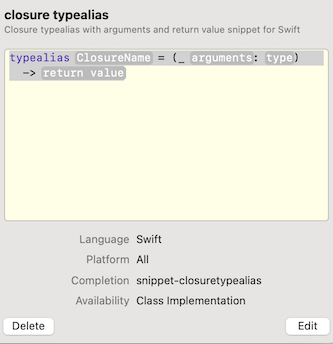 closure typealias
Closure typealias with arguments and return value snippet for Swift
typealias ClosureName = (_ arguments: type)
-> return value
Language Swift
Platform All
Completion snippet-closuretypealias
Availability Class Implementation
Delete Edit